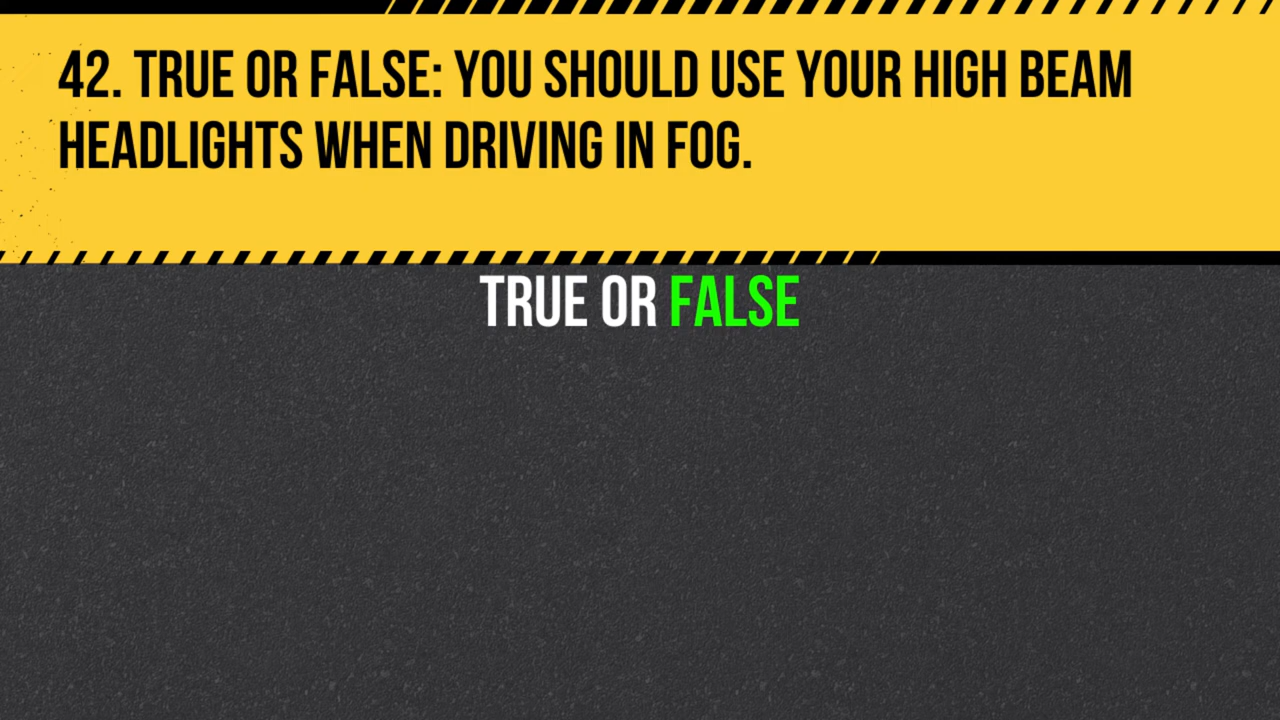 42. TRUE OR FALSE: YOU SHOULD USE YOUR HIGH BEAM
HEADLIGHTS WHEN DRIVING IN FOG.
TRUE OR FALSE